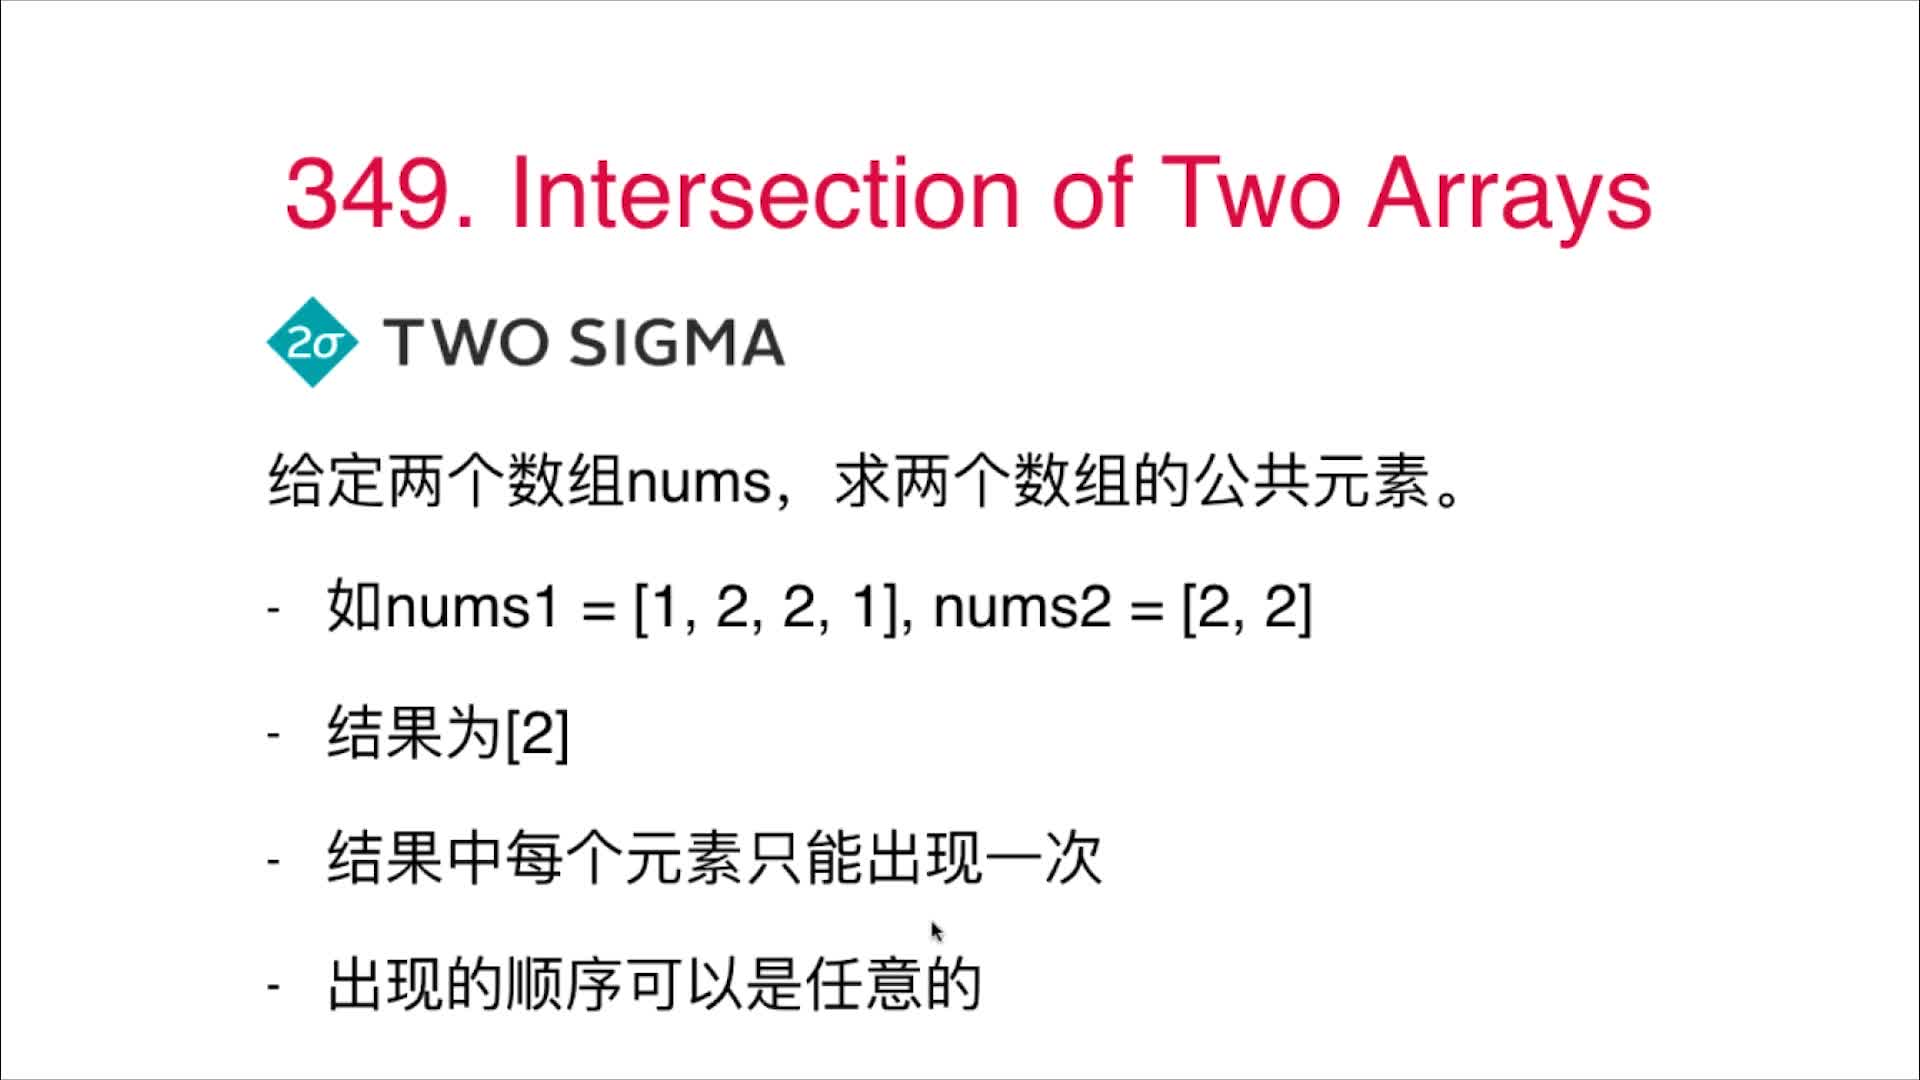 349. Intersection of Two Arrays
2σ TWO SIGMA
给定两个数组nums，求两个数组的公共元素。
- 如nums1 = [1, 2, 2, 1], nums2 = [2, 2]
- 结果为[2]
- 结果中每个元素只能出现一次
- 出现的顺序可以是任意的